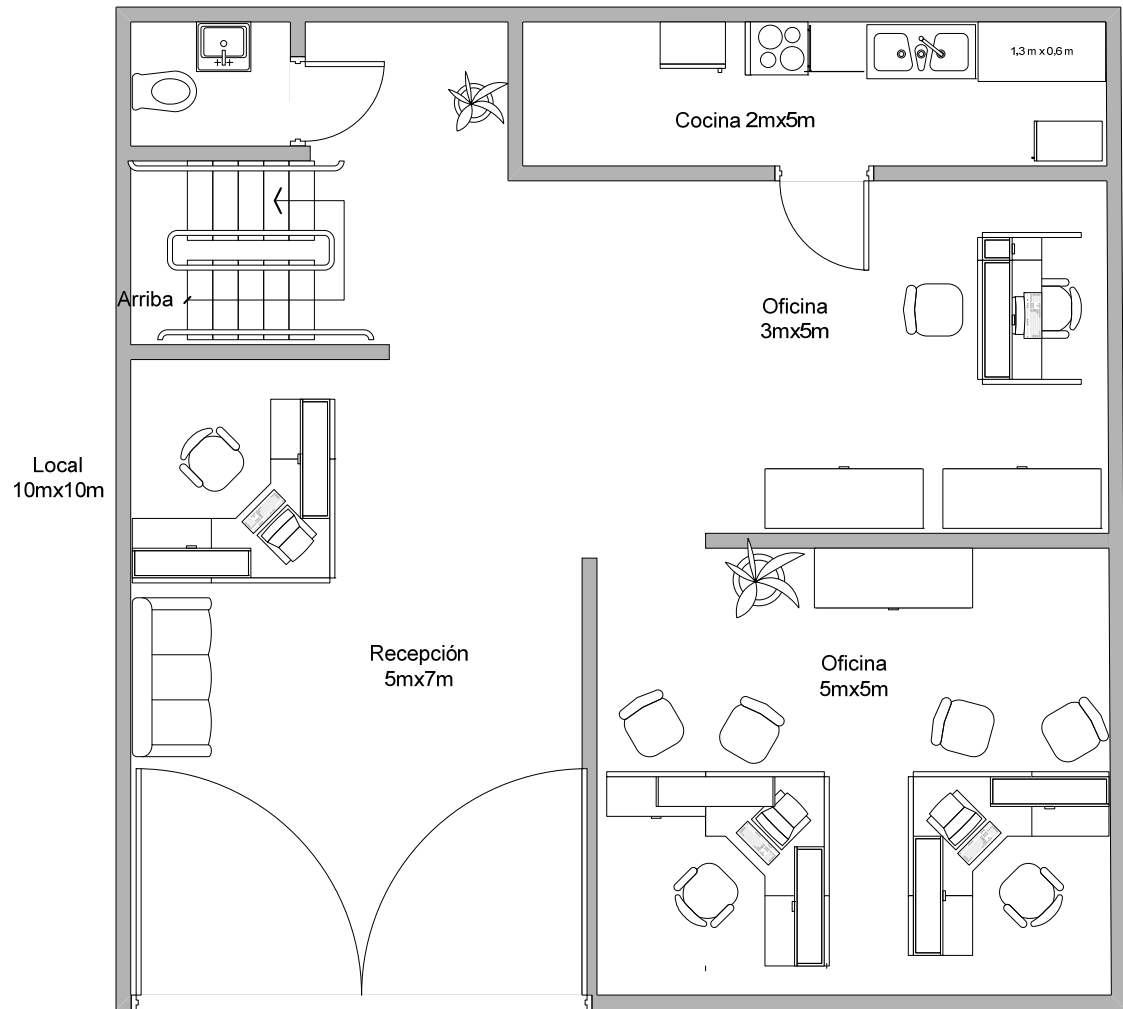 1,3 m x 0,6 m
Cocina 2mx5m
Arriba
Oficina
3mx5m
Local
10mx10m
Recepción
5mx7m
Oficina
5mx5m